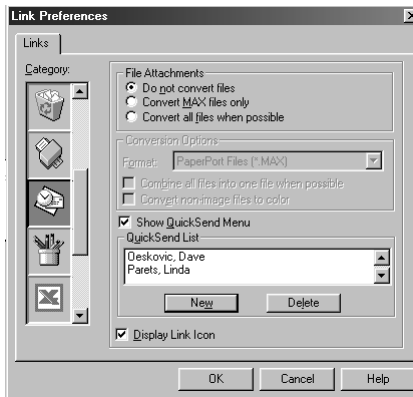 Link Preferences
Links
Category:
File Attachments
Do not convert files
Convert MAX files only
Convert all files when possible
Conversion Options
Format: PaperPort Files (*.MAX)
Combine all files into one file when possible
Convert non-image files to color
Show QuickSend Menu
QuickSend List
Oeskovic, Dave
Parets, Linda
New Delete
Display Link Icon
OK Cancel Help